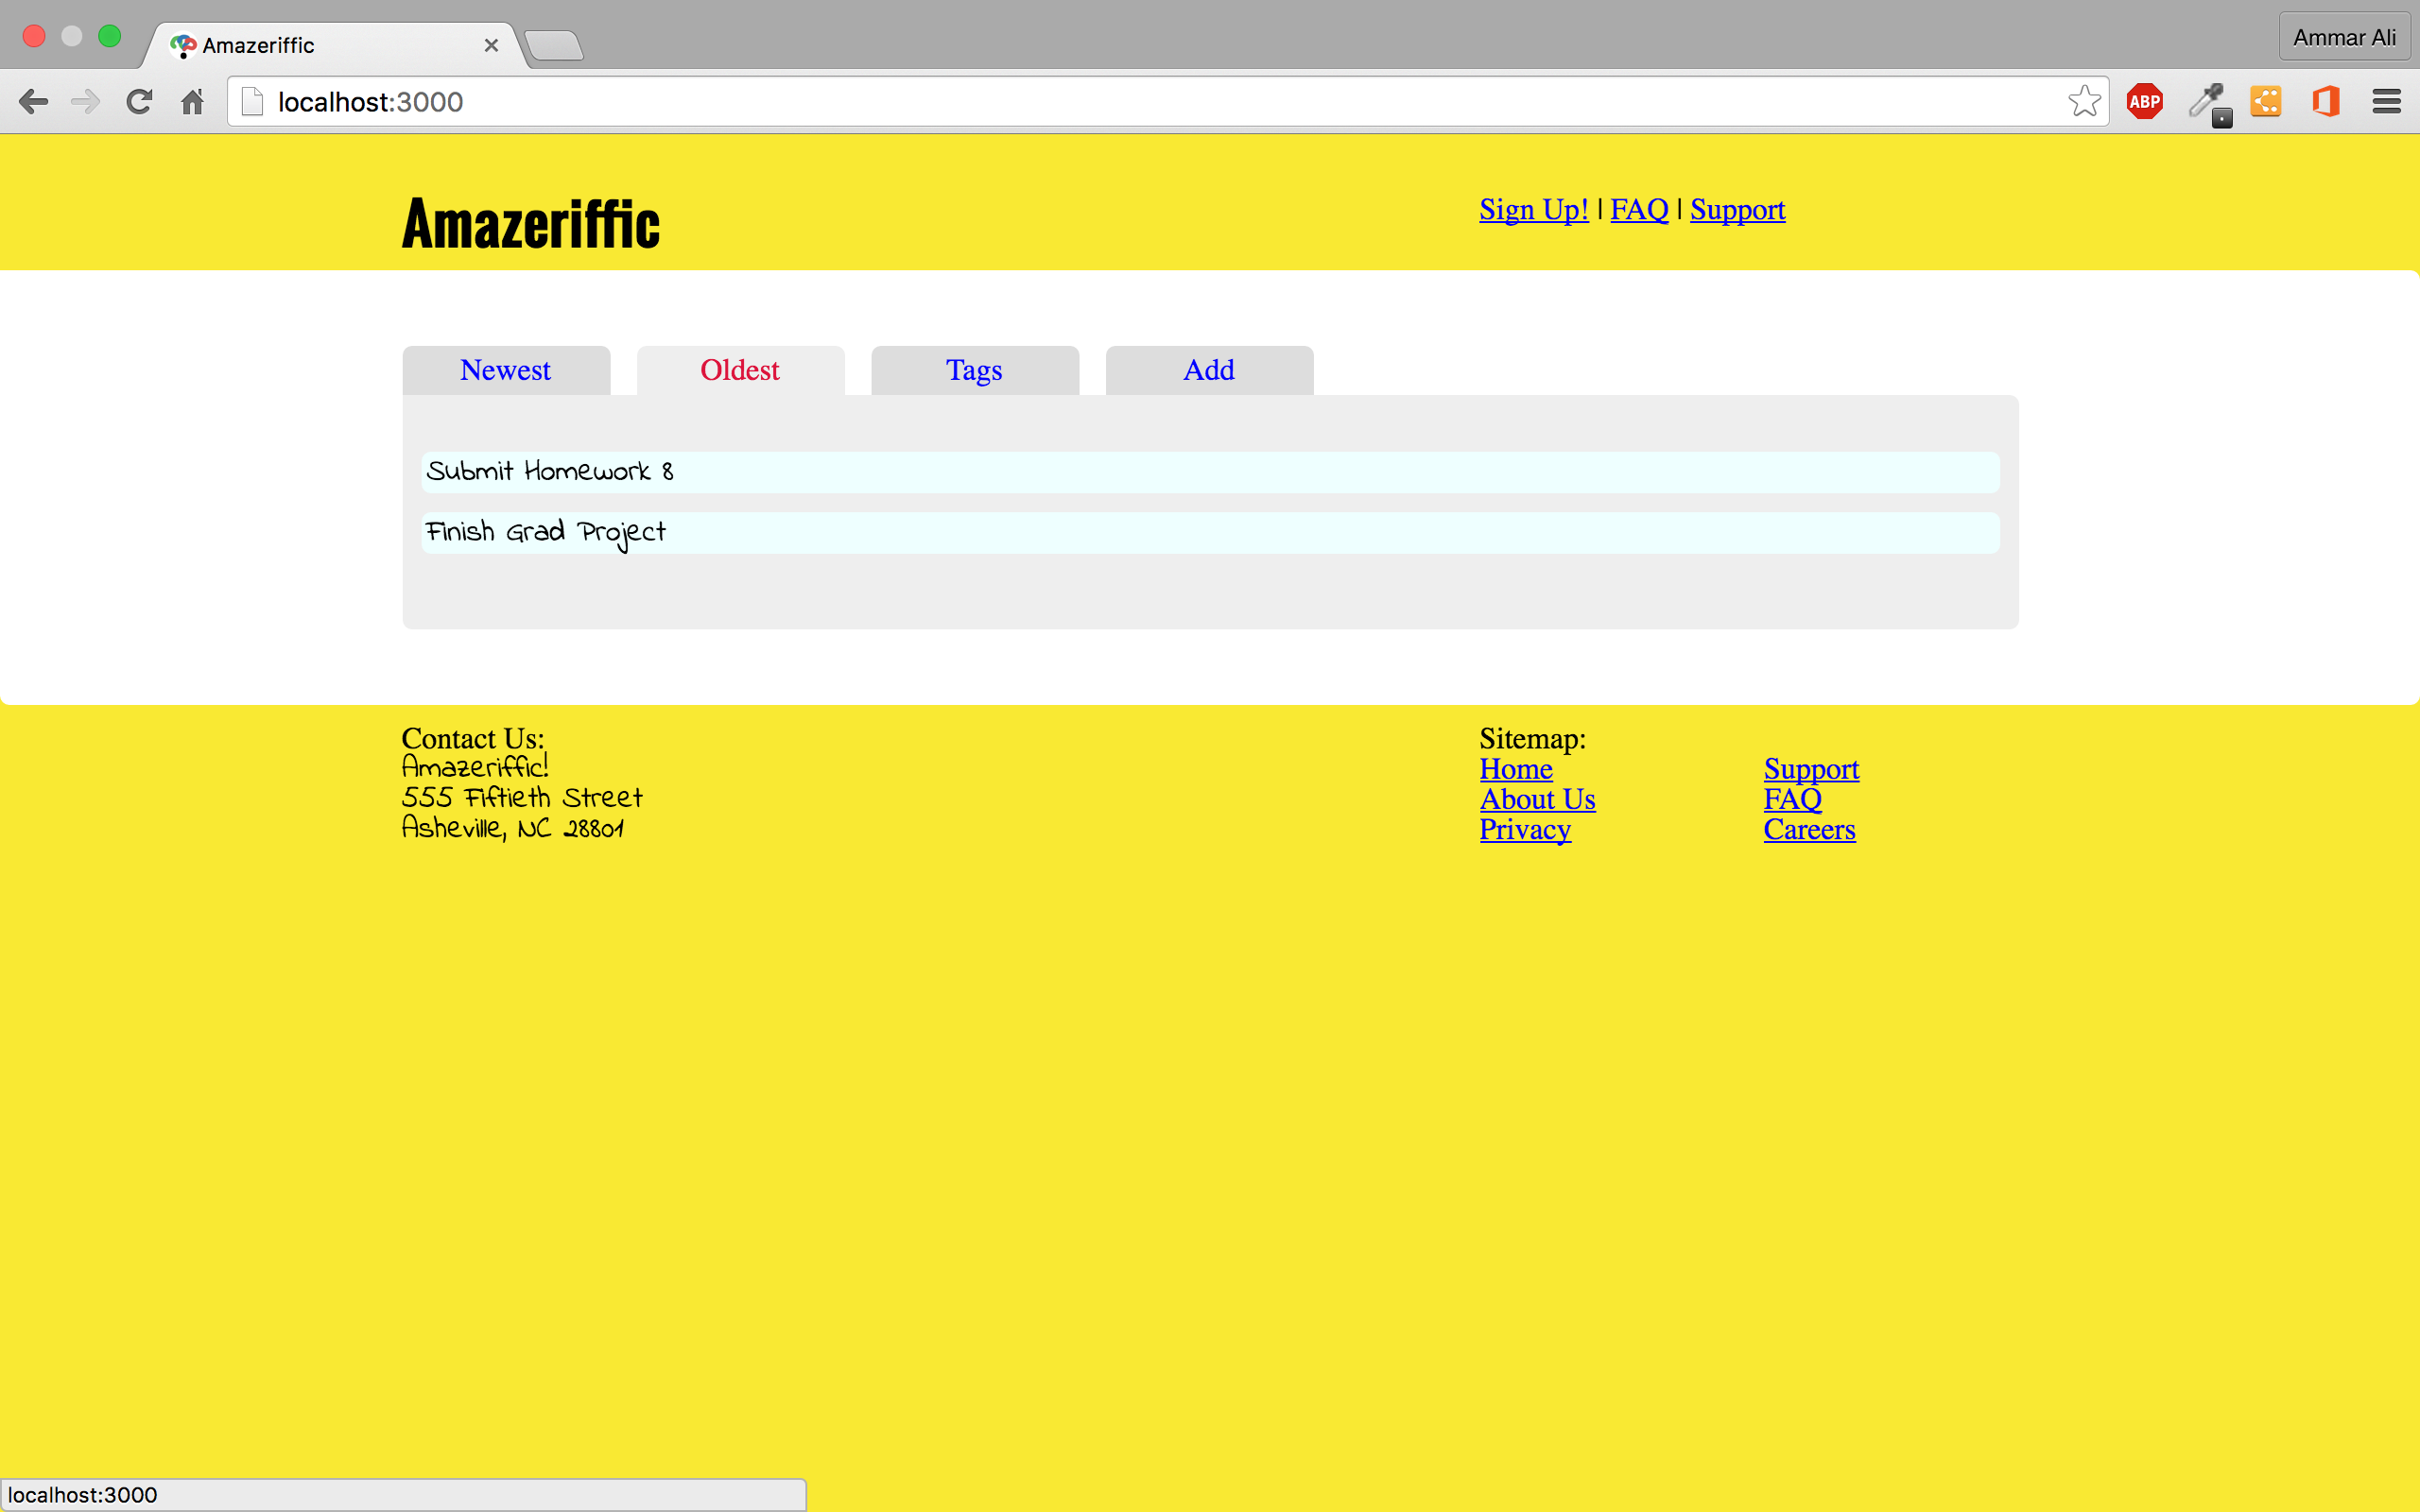 Amazeriffic
Ammar Ali
localhost:3000
ABP
Amazeriffic
Sign Up! | FAQ | Support
Newest Oldest Tags Add
Submit Homework 8
Finish Grad Project
Contact Us:
Amazeriffic!
555 Fiftieth Street
Asheville, NC 28801
Sitemap:
Home Support
About Us FAQ
Privacy Careers
localhost:3000